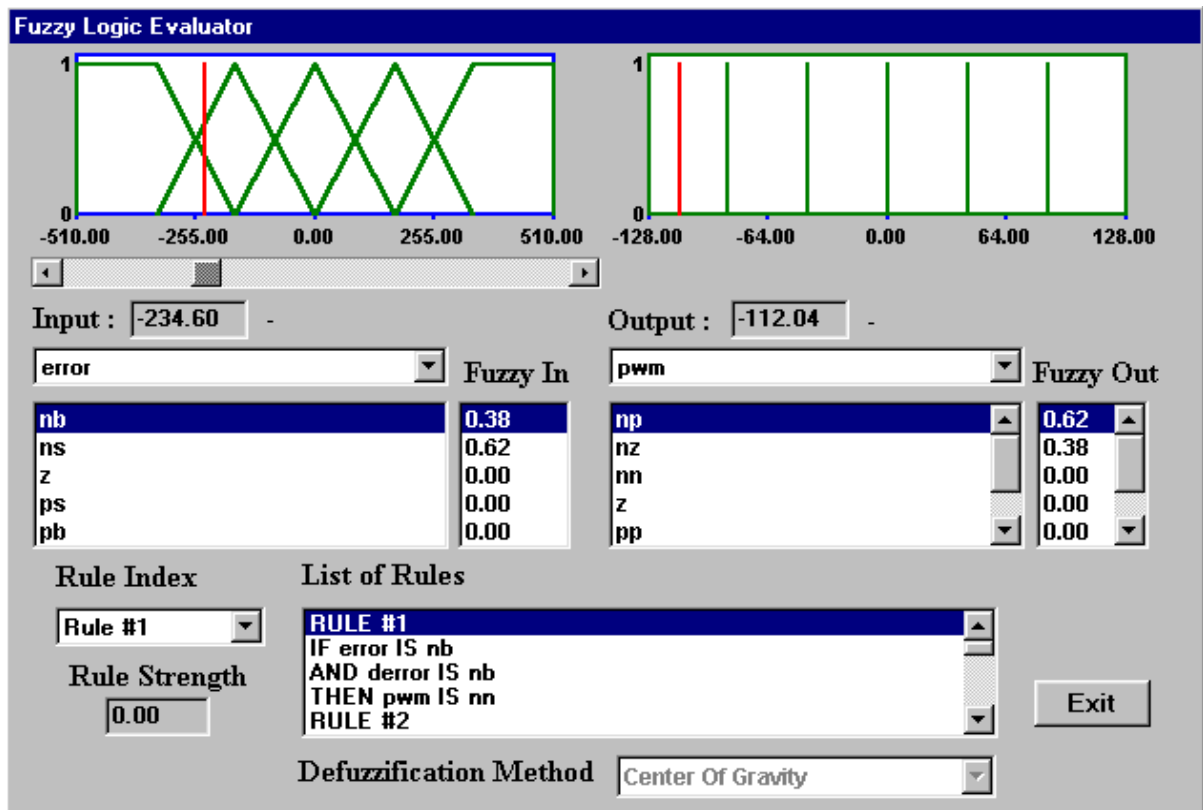 Fuzzy Logic Evaluator
1
0
-510.00 -255.00 0.00 255.00 510.00
1
0
-128.00 -64.00 0.00 64.00 128.00
Input : -234.60 -
Output : -112.04 -
error
Fuzzy In
pwm
Fuzzy Out
nb 0.38
ns 0.62
z 0.00
ps 0.00
pb 0.00
np 0.62
nz 0.38
nn 0.00
z 0.00
pp 0.00
Rule Index
Rule #1
Rule Strength
0.00
List of Rules
RULE #1
IF error IS nb
AND derror IS nb
THEN pwm IS nn
RULE #2
Exit
Defuzzification Method Center Of Gravity